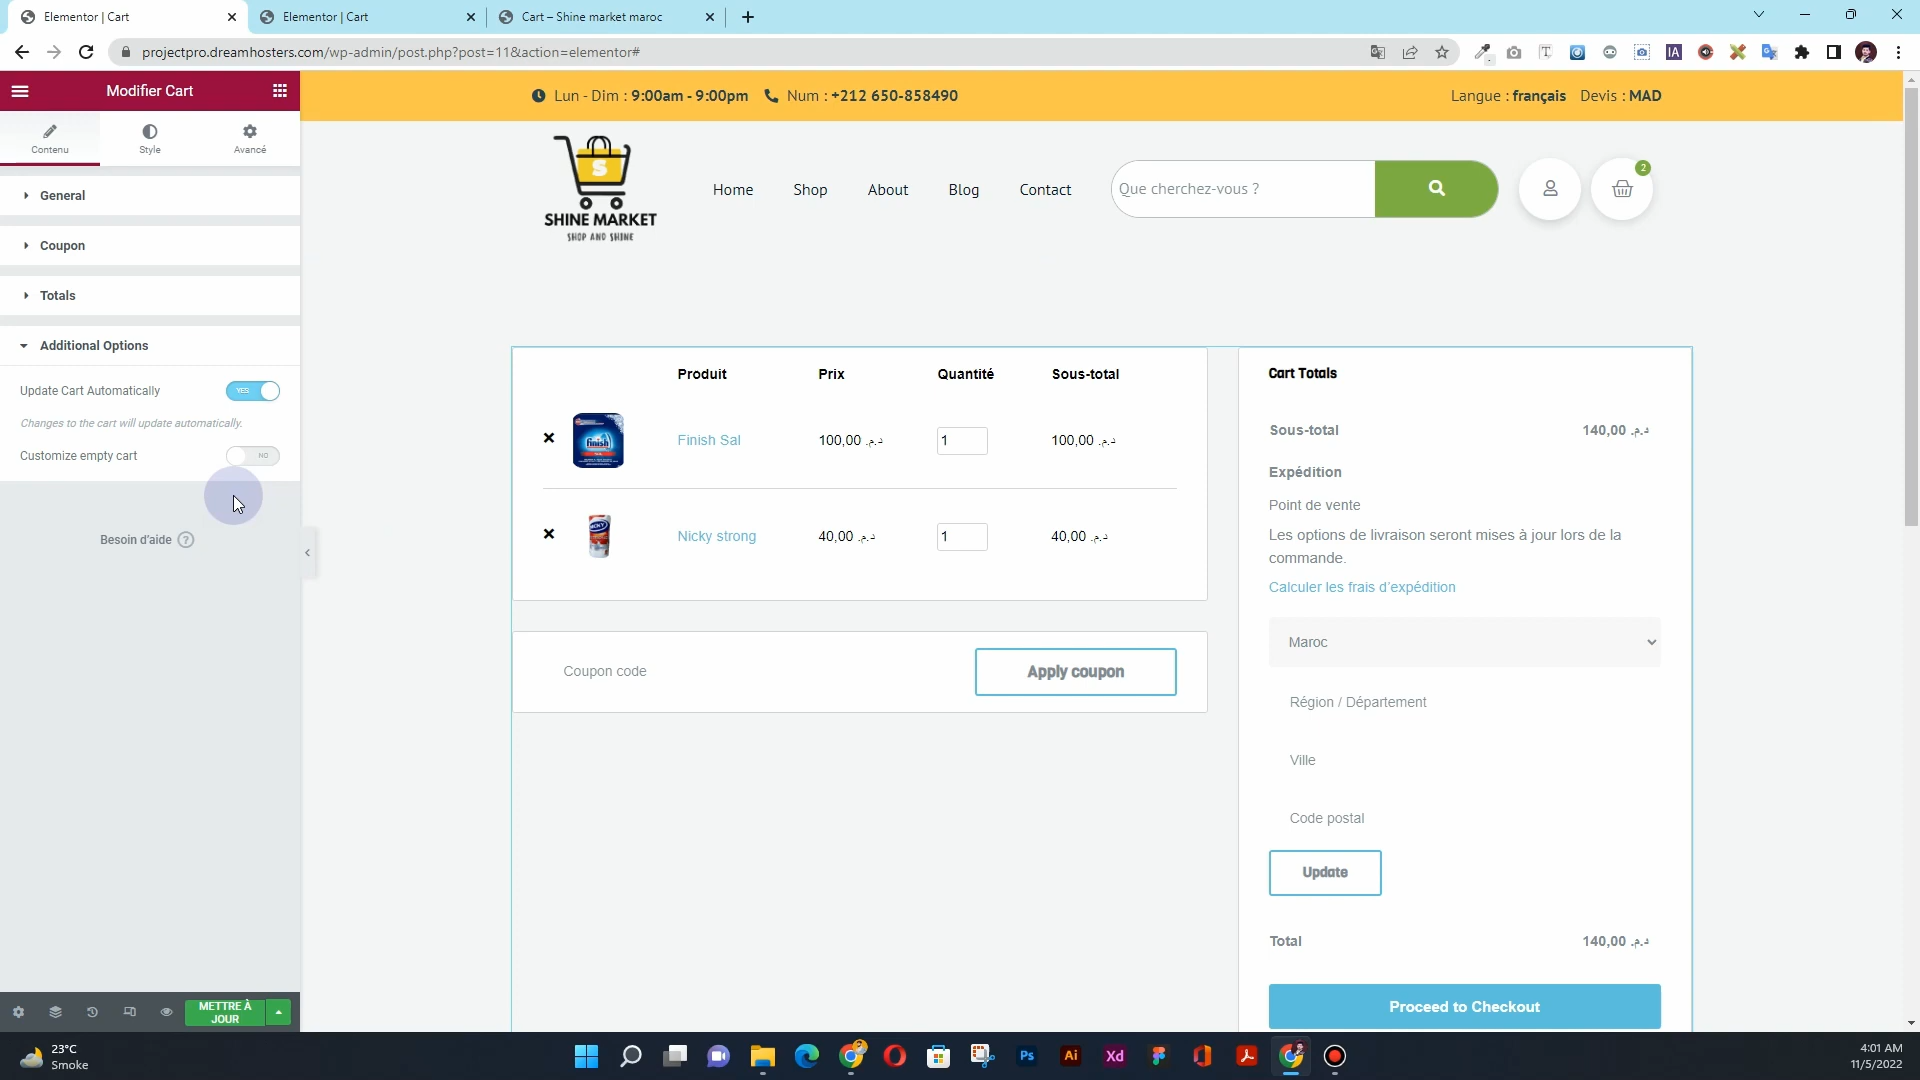 Elementor | Cart
Elementor | Cart
Cart – Shine market maroc
projectpro.dreamhosters.com/wp-admin/post.php?post=11&action=elementor#
Modifier Cart
Contenu
Style
Avancé
General
Coupon
Totals
Additional Options
Update Cart Automatically
YES
Changes to the cart will update automatically.
Customize empty cart
NO
Besoin d'aide ?
METTRE À
JOUR
Lun - Dim : 9:00am - 9:00pm
Num : +212 650-858490
Langue : français
Devis : MAD
S
SHINE MARKET
SHOP AND SHINE
Home
Shop
About
Blog
Contact
Que cherchez-vous ?
2
Produit
Prix
Quantité
Sous-total
finish
Finish Sal
100,00 د.م.
1
100,00 د.م.
NICKY
Nicky strong
40,00 د.م.
1
40,00 د.م.
Coupon code
Apply coupon
Cart Totals
Sous-total
140,00 د.م.
Expédition
Point de vente
Les options de livraison seront mises à jour lors de la
commande.
Calculer les frais d'expédition
Maroc
Région / Département
Ville
Code postal
Update
Total
140,00 د.م.
Proceed to Checkout
23°C
Smoke
IA
Ps
Ai
Xd
4:01 AM
11/5/2022